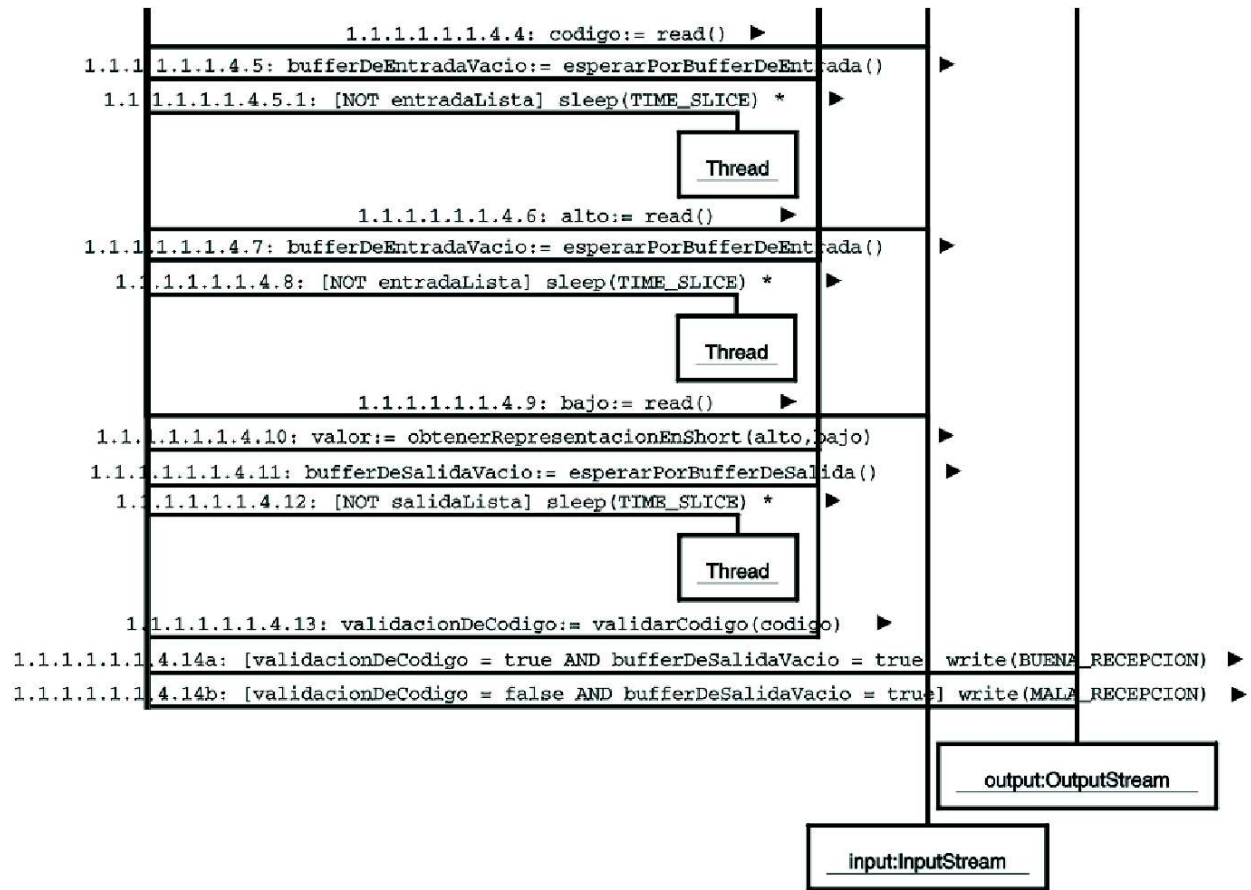 1.1.1.1.1.1.4.4: codigo:= read()
1.1.1.1.1.1.4.5: bufferDeEntradaVacio:= esperarPorBufferDeEntrada()
1.1.1.1.1.1.4.5.1: [NOT entradaLista] sleep(TIME_SLICE) *
Thread
1.1.1.1.1.1.4.6: alto:= read()
1.1.1.1.1.1.4.7: bufferDeEntradaVacio:= esperarPorBufferDeEntrada()
1.1.1.1.1.1.4.8: [NOT entradaLista] sleep(TIME_SLICE) *
Thread
1.1.1.1.1.1.4.9: bajo:= read()
1.1.1.1.1.1.4.10: valor:= obtenerRepresentacionEnShort(alto,bajo)
1.1.1.1.1.1.4.11: bufferDeSalidaVacio:= esperarPorBufferDeSalida()
1.1.1.1.1.1.4.12: [NOT salidaLista] sleep(TIME_SLICE) *
Thread
1.1.1.1.1.1.4.13: validacionDeCodigo:= validarCodigo(codigo)
1.1.1.1.1.1.4.14a: [validacionDeCodigo = true AND bufferDeSalidaVacio = true] write(BUENA_RECEPCION)
1.1.1.1.1.1.4.14b: [validacionDeCodigo = false AND bufferDeSalidaVacio = true] write(MALA_RECEPCION)
output:OutputStream
input:InputStream